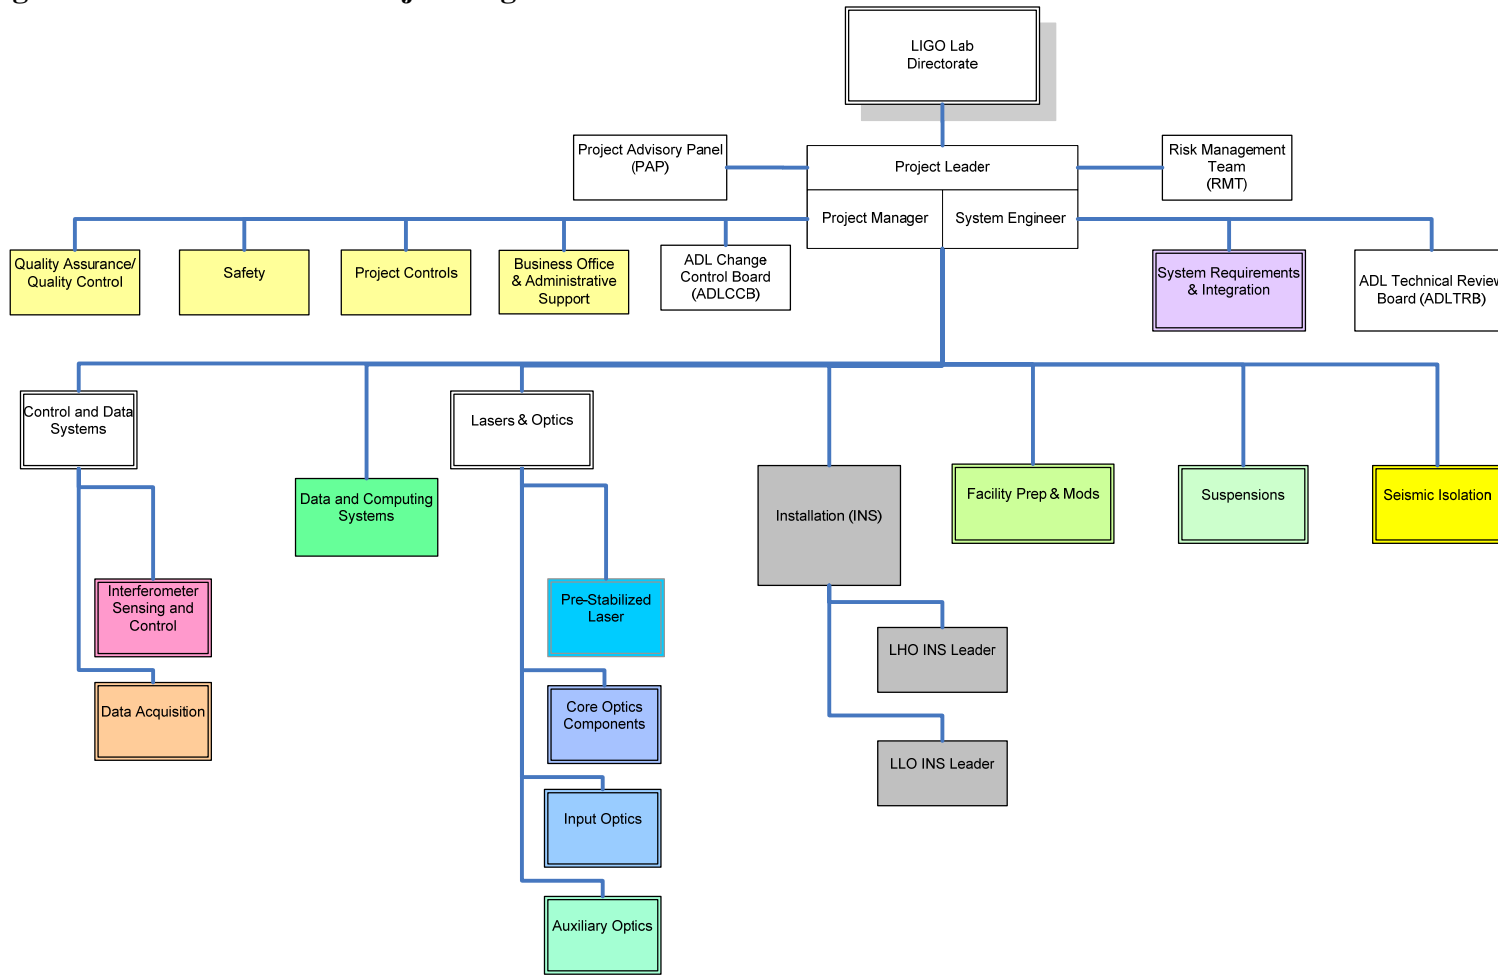 LIGO Lab
Directorate
Project Advisory Panel
(PAP)
Project Leader
Risk Management
Team
(RMT)
Project Manager
System Engineer
Quality Assurance/
Quality Control
Safety
Project Controls
Business Office
& Administrative
Support
ADL Change
Control Board
(ADLCCB)
System Requirements
& Integration
ADL Technical Review
Board (ADLTRB)
Control and Data
Systems
Lasers & Optics
Data and Computing
Systems
Installation (INS)
Facility Prep & Mods
Suspensions
Seismic Isolation
Interferometer
Sensing and
Control
Pre-Stabilized
Laser
LHO INS Leader
Data Acquisition
Core Optics
Components
LLO INS Leader
Input Optics
Auxiliary Optics